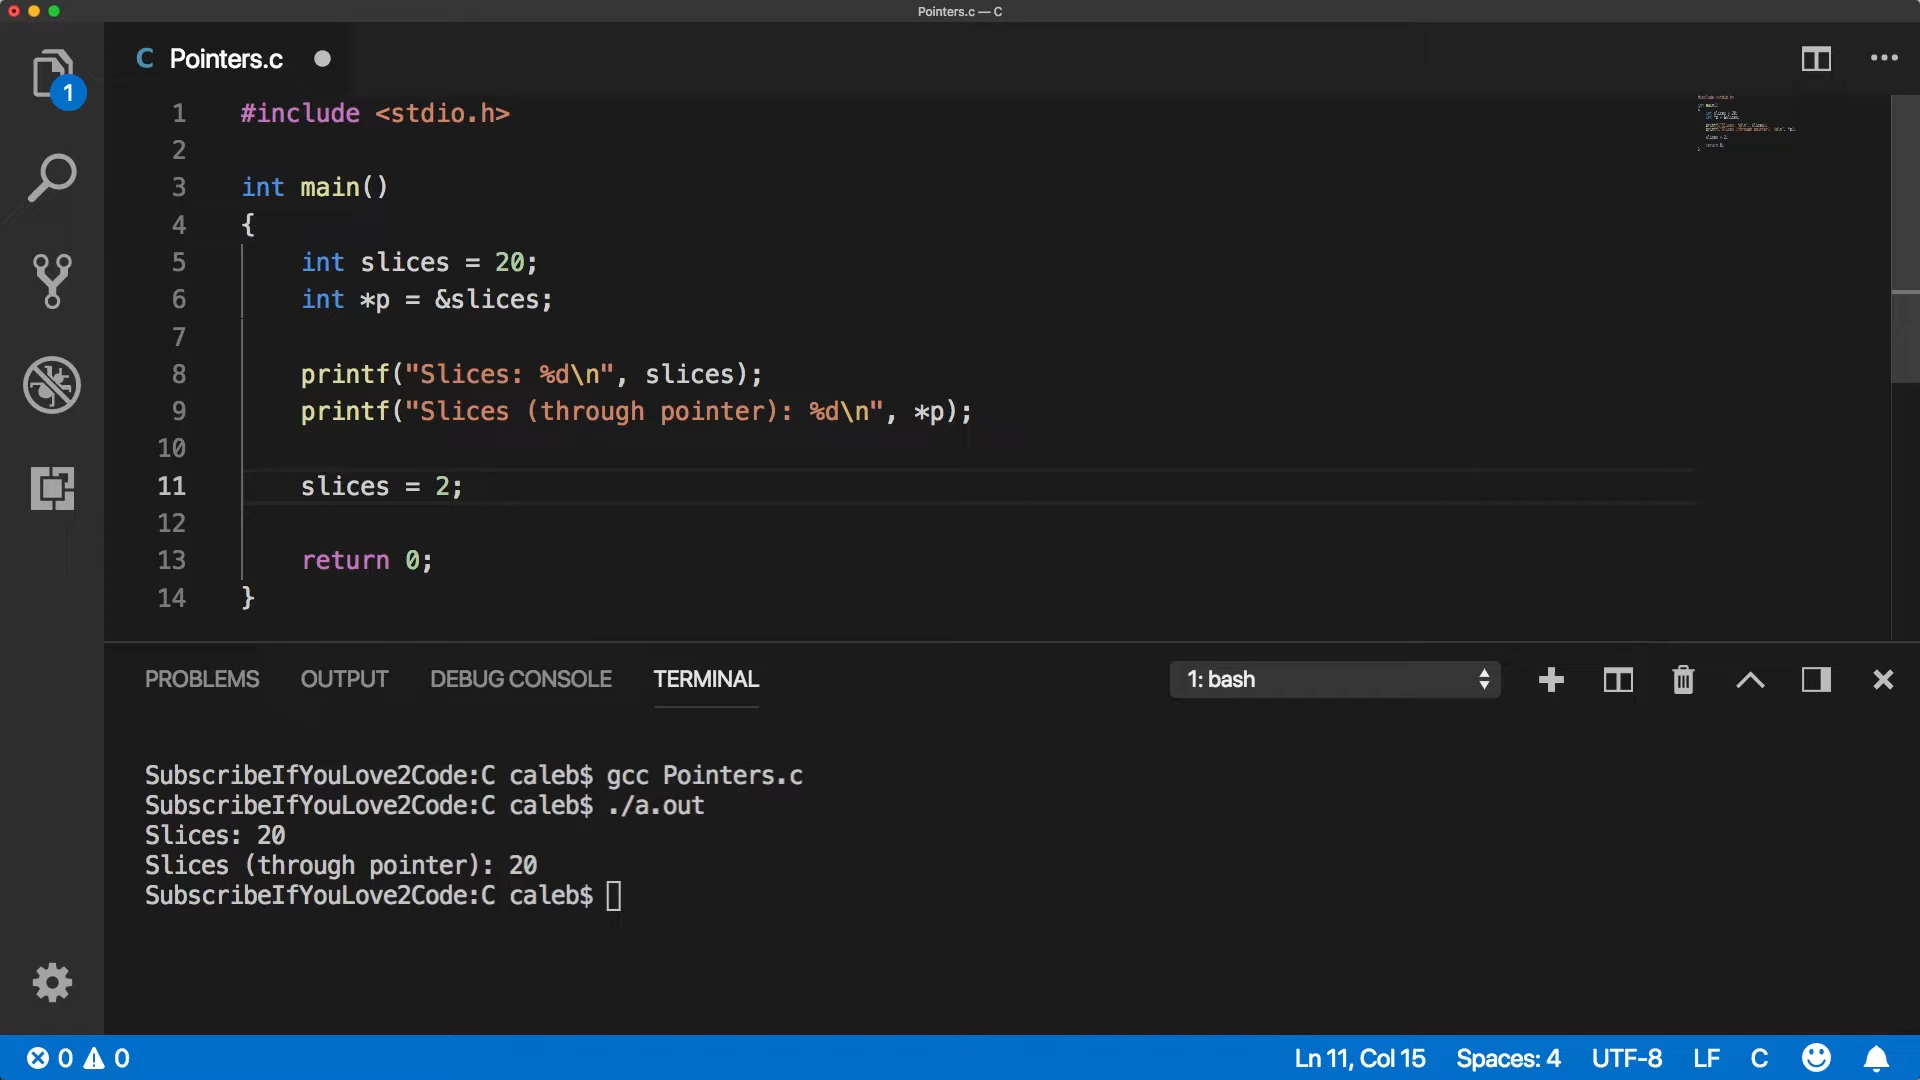 Pointers.c — C
C Pointers.c
1
1 #include <stdio.h>
2
3 int main()
4 {
5     int slices = 20;
6     int *p = &slices;
7
8     printf("Slices: %d\n", slices);
9     printf("Slices (through pointer): %d\n", *p);
10
11     slices = 2;
12
13     return 0;
14 }
PROBLEMS OUTPUT DEBUG CONSOLE TERMINAL 1: bash
SubscribeIfYouLove2Code:C caleb$ gcc Pointers.c
SubscribeIfYouLove2Code:C caleb$ ./a.out
Slices: 20
Slices (through pointer): 20
SubscribeIfYouLove2Code:C caleb$
0 0 Ln 11, Col 15 Spaces: 4 UTF-8 LF C